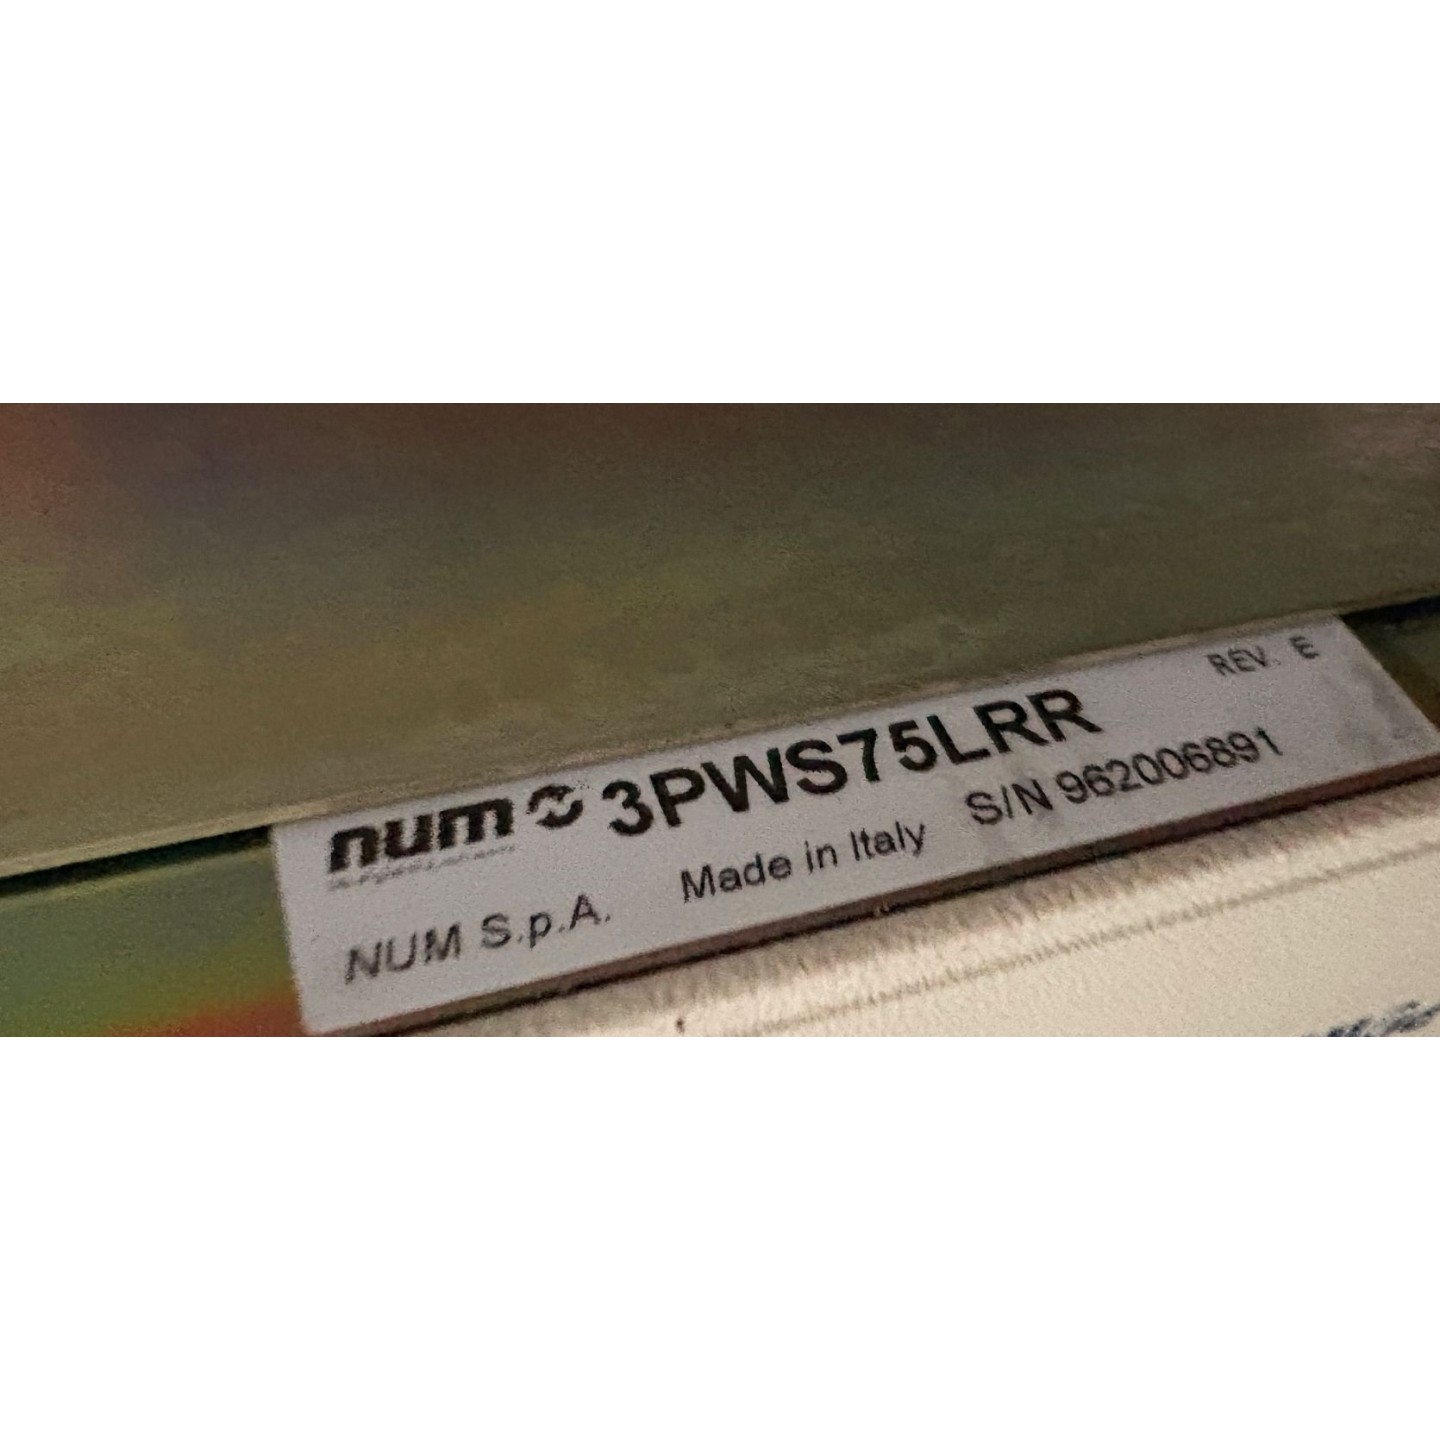 num 3PWS75LRR REV. E
NUM S.p.A. Made in Italy S/N 962006891